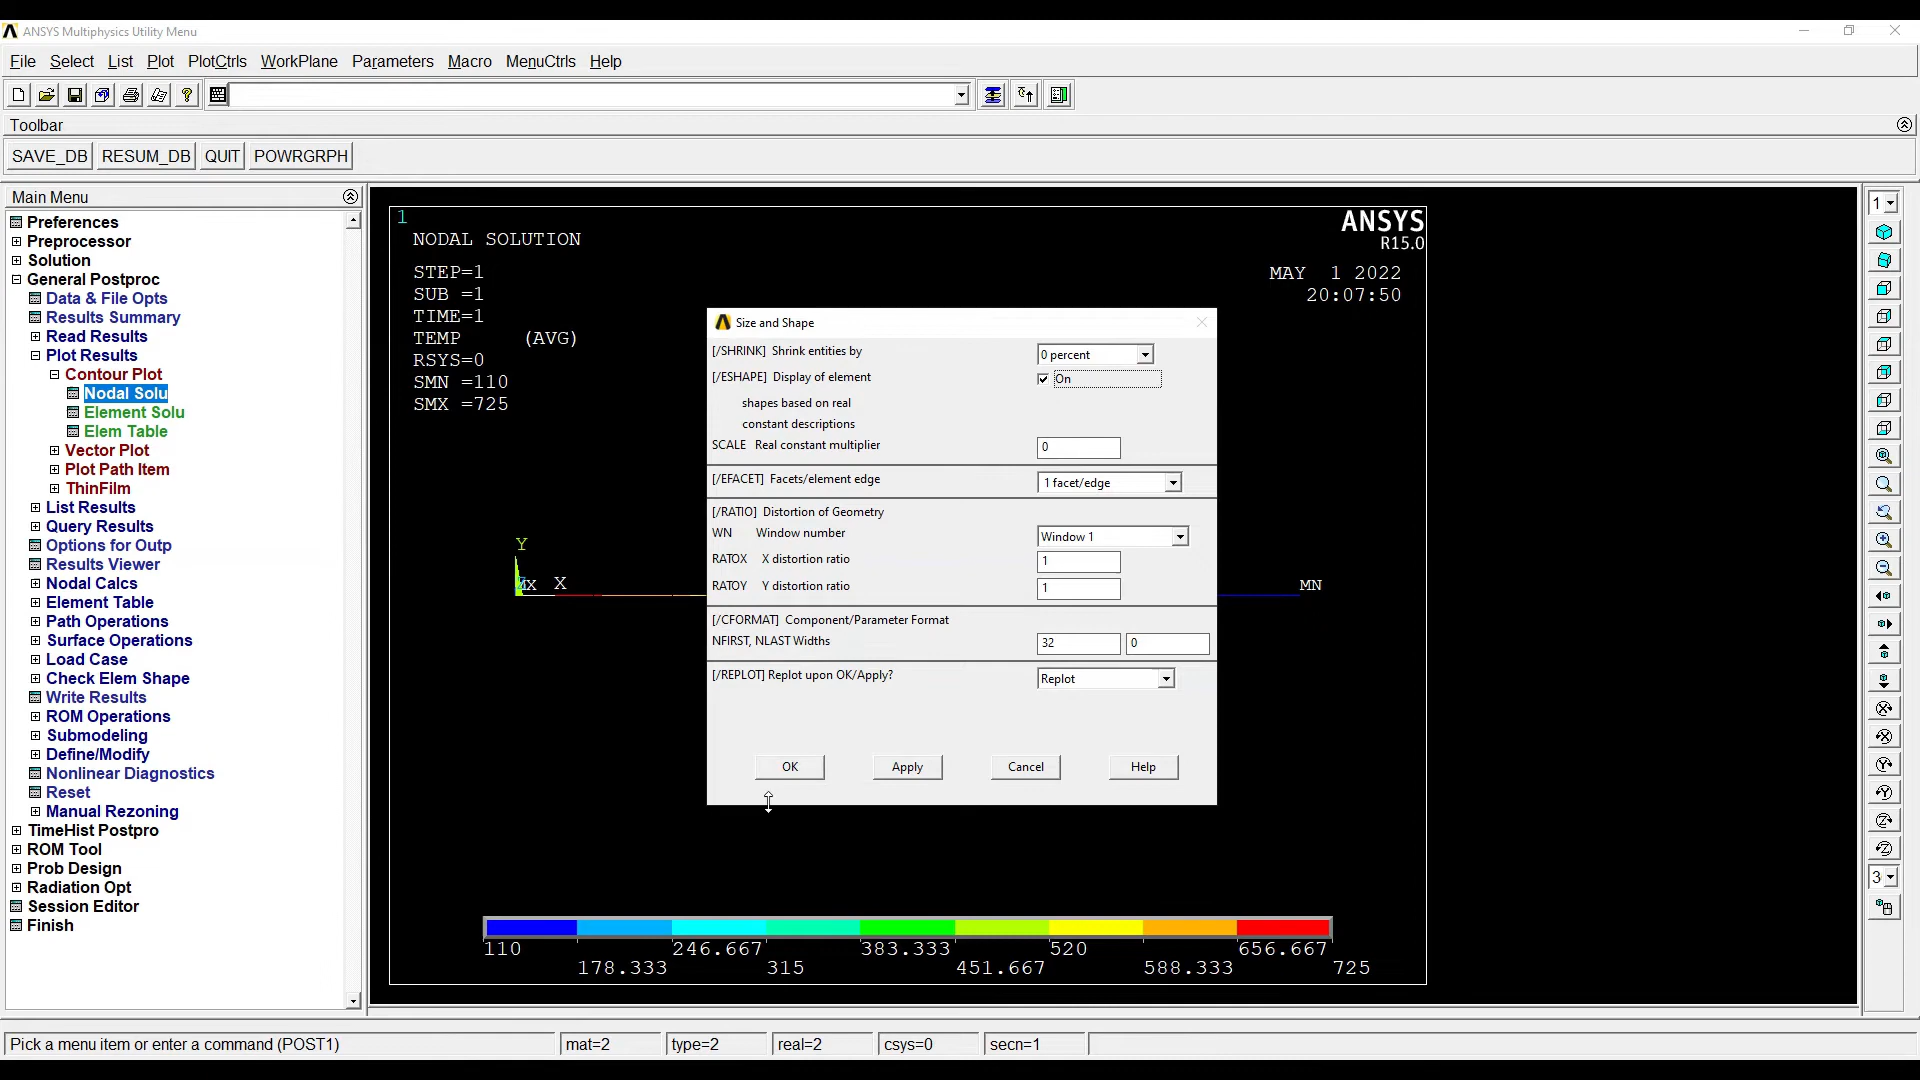 ANSYS Multiphysics Utility Menu
File Select List Plot PlotCtrls WorkPlane Parameters Macro MenuCtrls Help
Toolbar
SAVE_DB RESUM_DB QUIT POWRGRPH
Main Menu
Preferences
Preprocessor
Solution
General Postproc
Data & File Opts
Results Summary
Read Results
Plot Results
Contour Plot
Nodal Solu
Element Solu
Elem Table
Vector Plot
Plot Path Item
ThinFilm
List Results
Query Results
Options for Outp
Results Viewer
Nodal Calcs
Element Table
Path Operations
Surface Operations
Load Case
Check Elem Shape
Write Results
ROM Operations
Submodeling
Define/Modify
Nonlinear Diagnostics
Reset
Manual Rezoning
TimeHist Postpro
ROM Tool
Prob Design
Radiation Opt
Session Editor
Finish
1
NODAL SOLUTION
STEP=1
SUB =1
TIME=1
TEMP (AVG)
RSYS=0
SMN =110
SMX =725
ANSYS
R15.0
MAY 1 2022
20:07:50
Y
X
MN
Size and Shape
[/SHRINK] Shrink entities by 0 percent
[/ESHAPE] Display of element On
shapes based on real
constant descriptions
SCALE Real constant multiplier 0
[/EFACET] Facets/element edge 1 facet/edge
[/RATIO] Distortion of Geometry
WN Window number Window 1
RATOX X distortion ratio 1
RATOY Y distortion ratio 1
[/CFORMAT] Component/Parameter Format
NFIRST, NLAST Widths 32 0
[/REPLOT] Replot upon OK/Apply? Replot
OK Apply Cancel Help
110 246.667 383.333 520 656.667
178.333 315 451.667 588.333 725
1
3
Pick a menu item or enter a command (POST1) mat=2 type=2 real=2 csys=0 secn=1